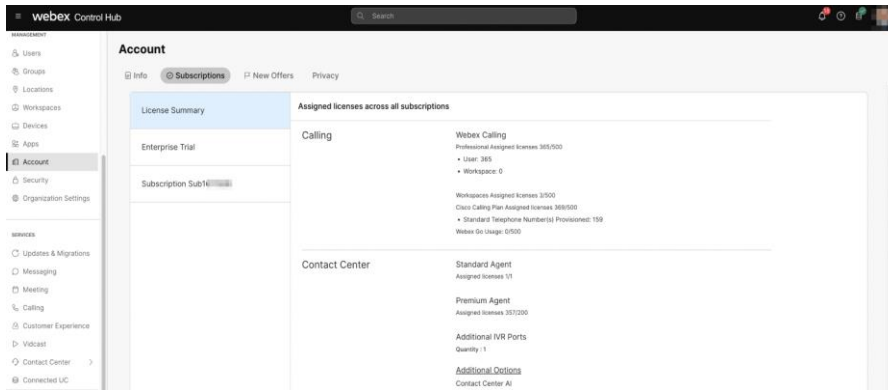 webex Control Hub
Search
MANAGEMENT
Users
Groups
Locations
Workspaces
Devices
Apps
Account
Security
Organization Settings
SERVICES
Updates & Migrations
Messaging
Meeting
Calling
Customer Experience
Vidcast
Contact Center
Connected UC
Account
Info Subscriptions New Offers Privacy
License Summary
Enterprise Trial
Subscription Sub16
Assigned licenses across all subscriptions
Calling
Webex Calling
Professional Assigned licenses 365/500
• User: 365
• Workspace: 0
Workspaces Assigned licenses 3/500
Cisco Calling Plan Assigned licenses 369/500
• Standard Telephone Number(s) Provisioned: 159
Webex Go Usage: 0/500
Contact Center
Standard Agent
Assigned licenses 1/1
Premium Agent
Assigned licenses 357/200
Additional IVR Ports
Quantity : 1
Additional Options
Contact Center AI